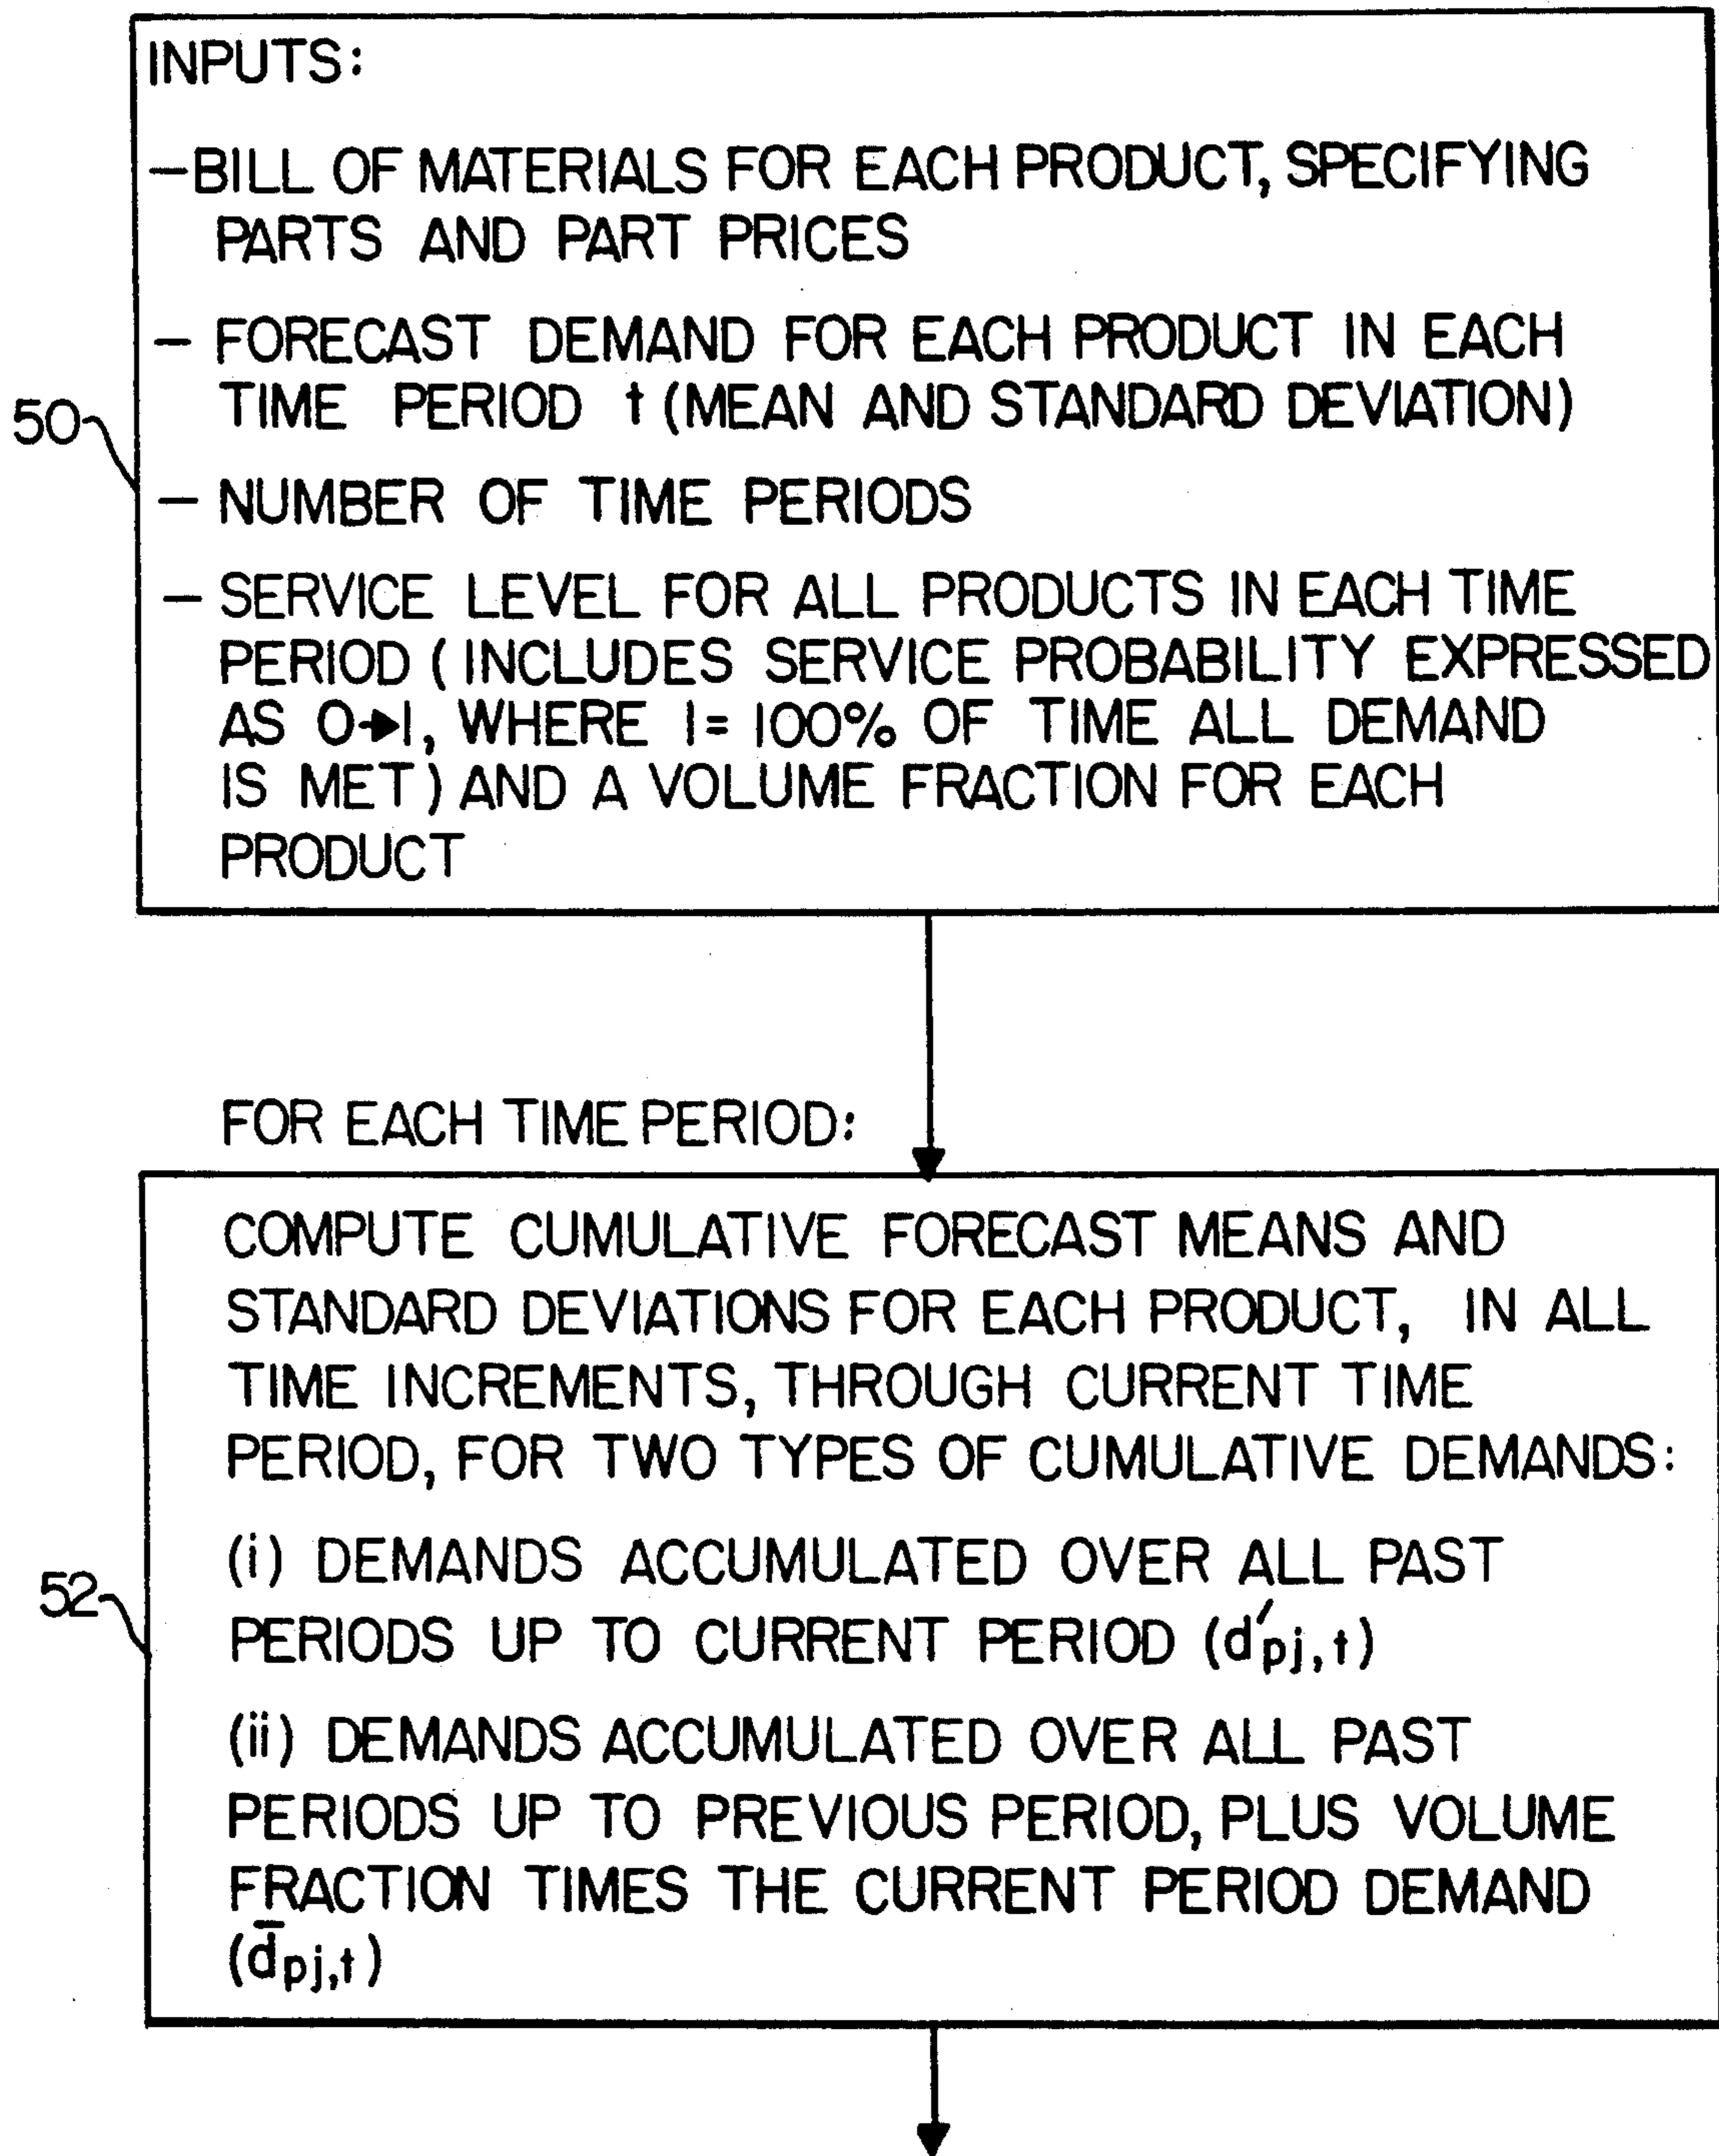 INPUTS:
—BILL OF MATERIALS FOR EACH PRODUCT, SPECIFYING
PARTS AND PART PRICES
— FORECAST DEMAND FOR EACH PRODUCT IN EACH
TIME PERIOD t (MEAN AND STANDARD DEVIATION)
50
— NUMBER OF TIME PERIODS
— SERVICE LEVEL FOR ALL PRODUCTS IN EACH TIME
PERIOD (INCLUDES SERVICE PROBABILITY EXPRESSED
AS 0→1, WHERE 1= 100% OF TIME ALL DEMAND
IS MET) AND A VOLUME FRACTION FOR EACH
PRODUCT
FOR EACH TIME PERIOD:
COMPUTE CUMULATIVE FORECAST MEANS AND
STANDARD DEVIATIONS FOR EACH PRODUCT, IN ALL
TIME INCREMENTS, THROUGH CURRENT TIME
PERIOD, FOR TWO TYPES OF CUMULATIVE DEMANDS:
(i) DEMANDS ACCUMULATED OVER ALL PAST
52
PERIODS UP TO CURRENT PERIOD (d′pj,t)
(ii) DEMANDS ACCUMULATED OVER ALL PAST
PERIODS UP TO PREVIOUS PERIOD, PLUS VOLUME
FRACTION TIMES THE CURRENT PERIOD DEMAND
(d̄pj,t)